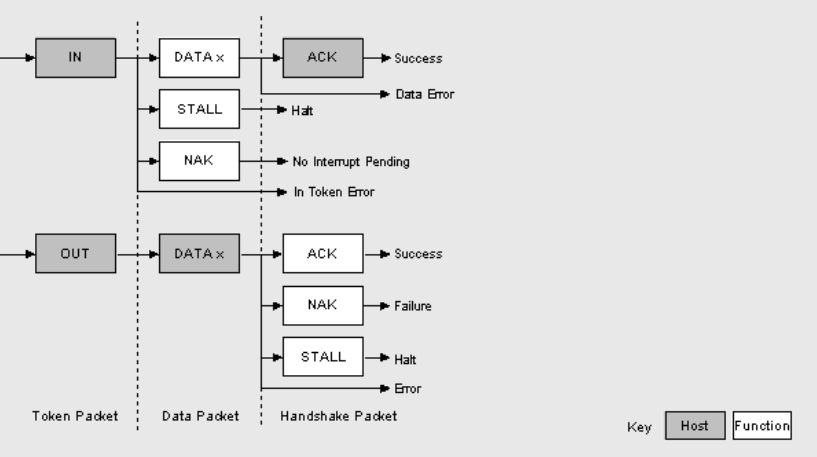 IN DATA x ACK Success
Data Error
STALL Halt
NAK No Interrupt Pending
In Token Error
OUT DATA x ACK Success
NAK Failure
STALL Halt
Error
Token Packet Data Packet Handshake Packet
Key Host Function